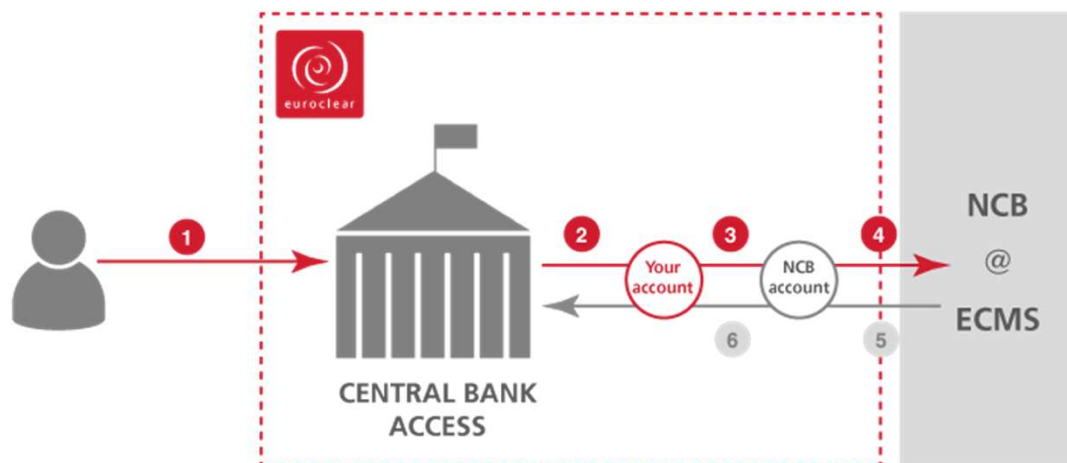 euroclear
1
2
3
4
Your
account
NCB
account
6
5
CENTRAL BANK
ACCESS
NCB
@
ECMS